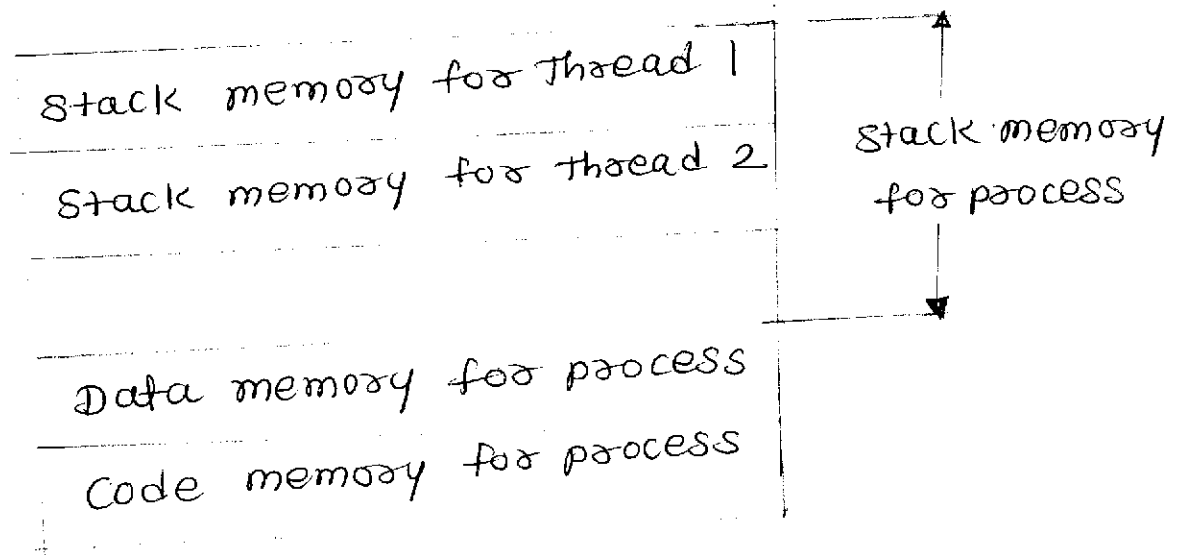 Stack memory for Thread 1
Stack memory for thread 2
Stack memory
for process
Data memory for process
Code memory for process